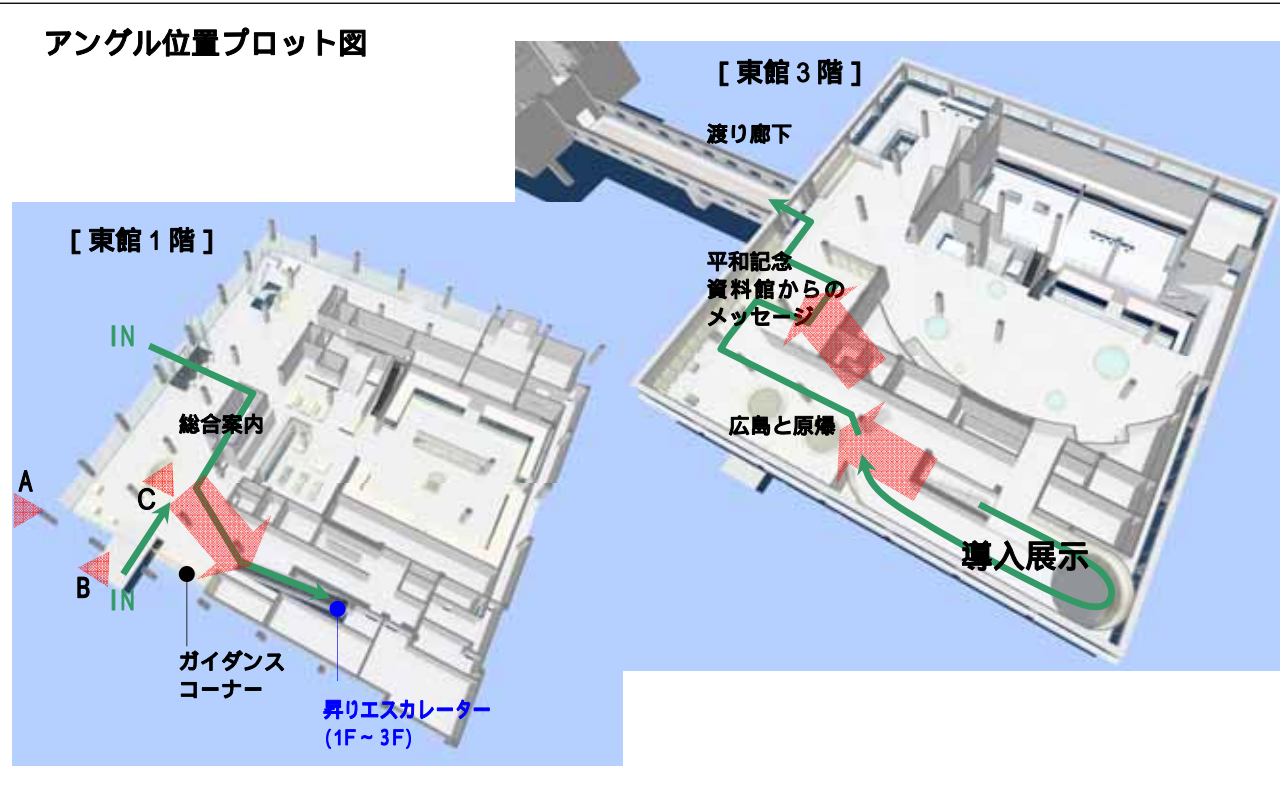 アングル位置プロット図
[ 東館 3 階 ]
渡り廊下
平和記念
資料館からの
メッセージ
広島と原爆
導入展示
[ 東館 1 階 ]
IN
総合案内
A
C
B
IN
ガイダンス
コーナー
昇りエスカレーター
(1F～3F)